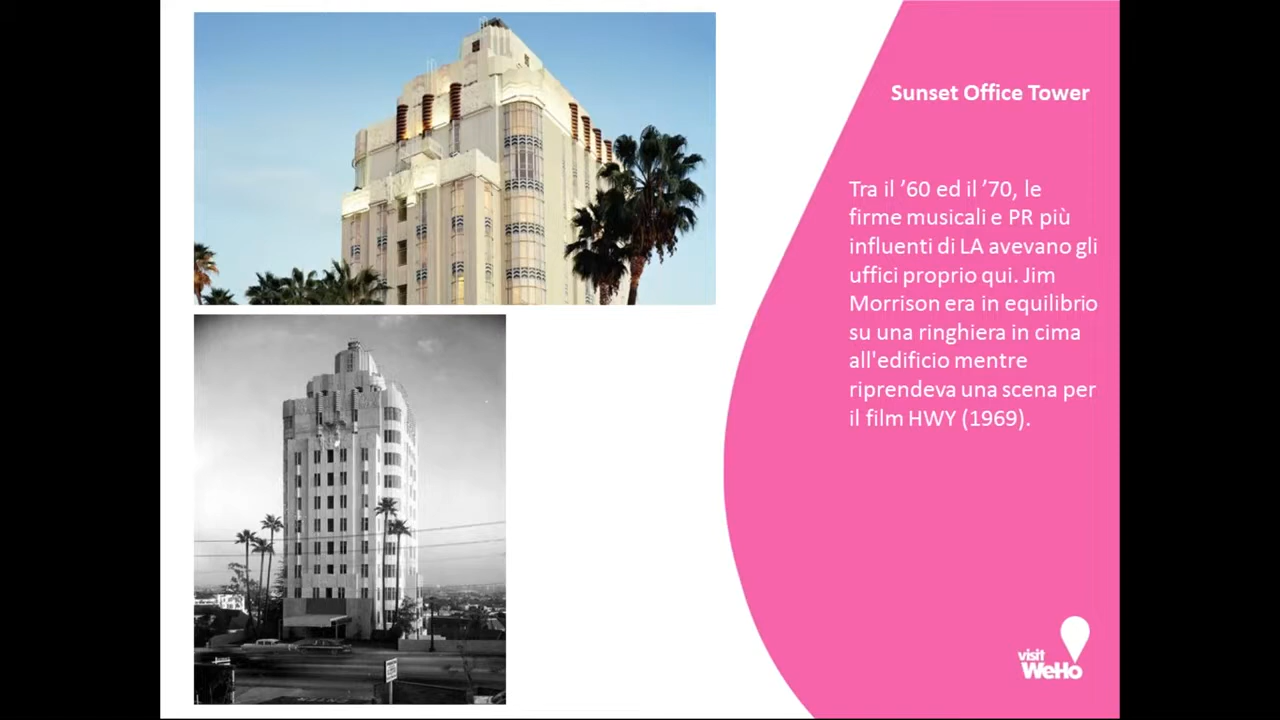 Sunset Office Tower
Tra il ’60 ed il ’70, le
firme musicali e PR più
influenti di LA avevano gli
uffici proprio qui. Jim
Morrison era in equilibrio
su una ringhiera in cima
all'edificio mentre
riprendeva una scena per
il film HWY (1969).
visit
WeHo